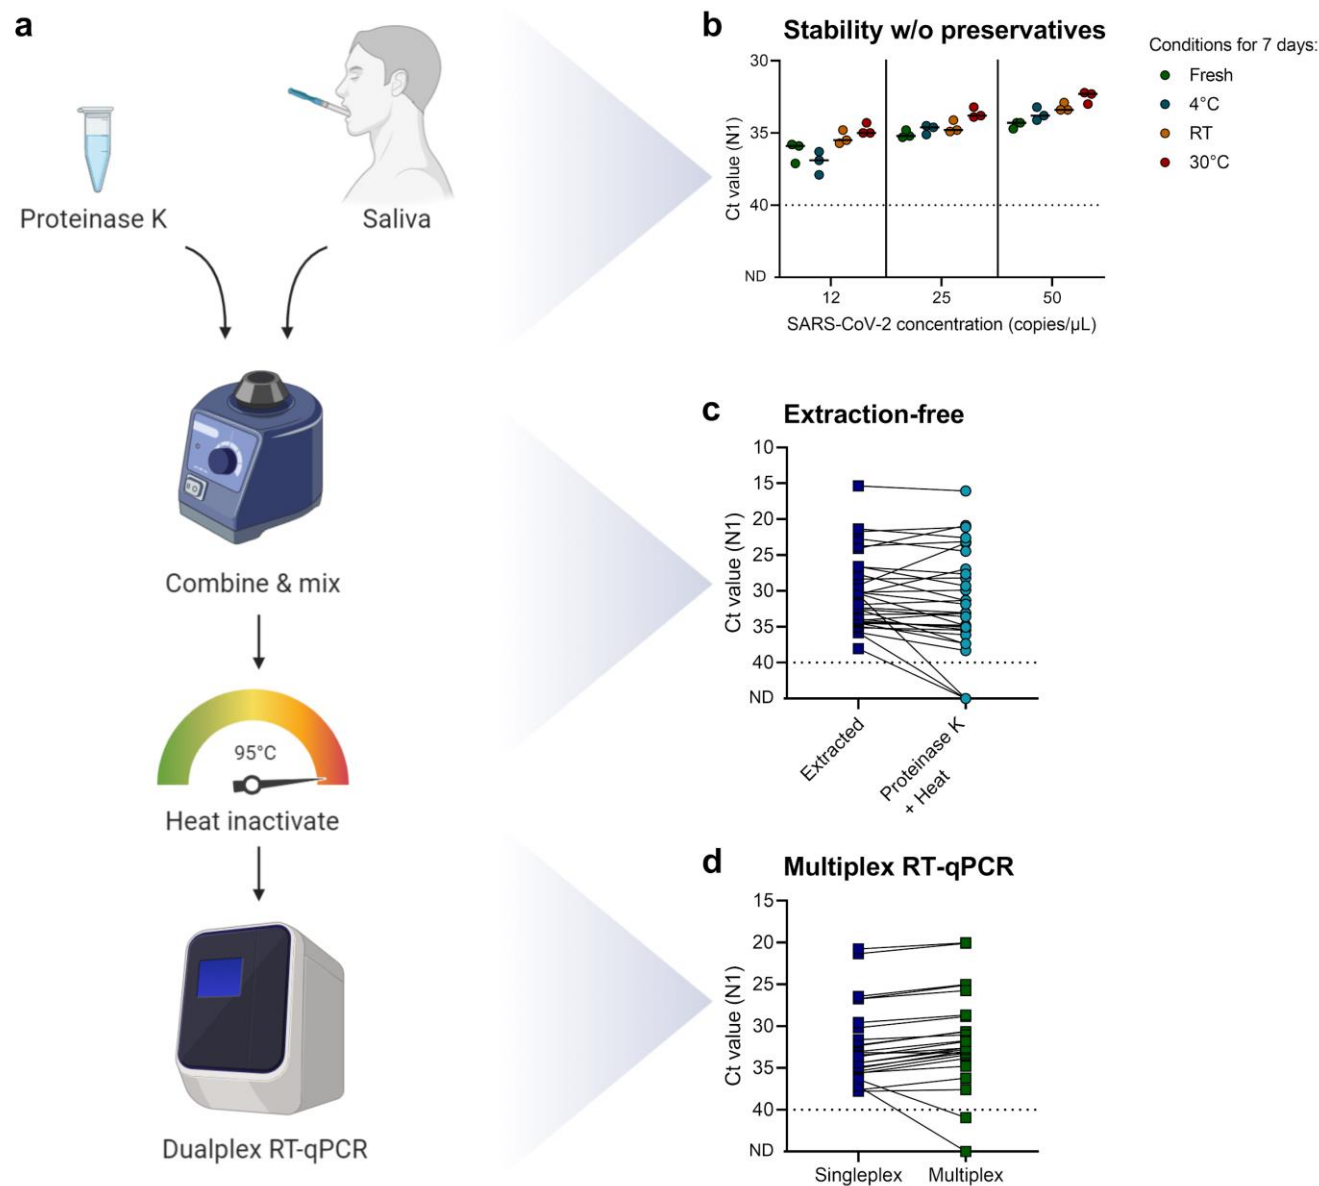 a
Proteinase K
Saliva
Combine & mix
95°C
Heat inactivate
Dualplex RT-qPCR
b Stability w/o preservatives
Ct value (N1)
30
35
40
ND
12 25 50
SARS-CoV-2 concentration (copies/µL)
Conditions for 7 days:
Fresh
4°C
RT
30°C
c Extraction-free
Ct value (N1)
10
15
20
25
30
35
40
ND
Extracted
Proteinase K
+ Heat
d Multiplex RT-qPCR
Ct value (N1)
15
20
25
30
35
40
ND
Singleplex Multiplex